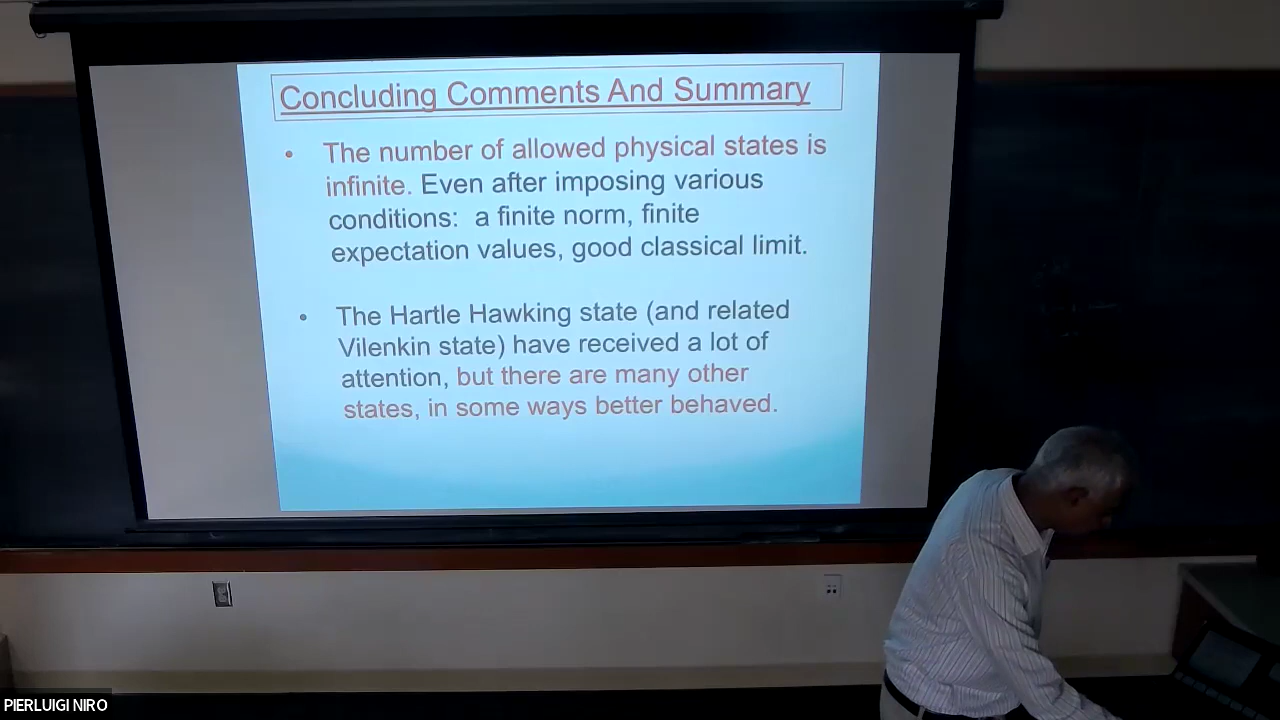 Concluding Comments And Summary
• The number of allowed physical states is
infinite. Even after imposing various
conditions: a finite norm, finite
expectation values, good classical limit.
• The Hartle Hawking state (and related
Vilenkin state) have received a lot of
attention, but there are many other
states, in some ways better behaved.
PIERLUIGI NIRO